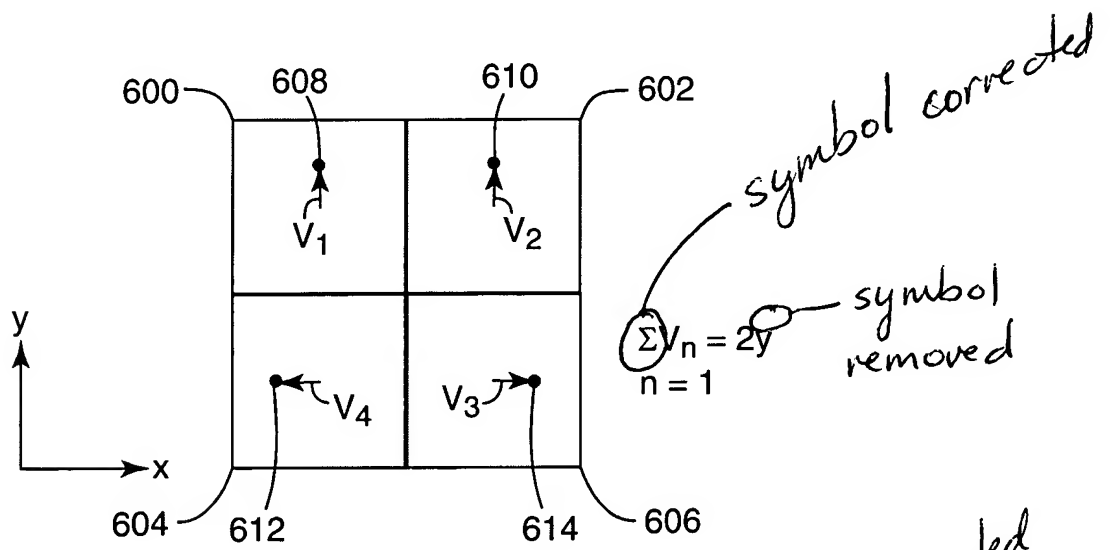 608
610
600
602
symbol corrected
V1
V2
y
symbol
removed
ΣVn = 2y
n = 1
V4
V3
x
604
612
614
606